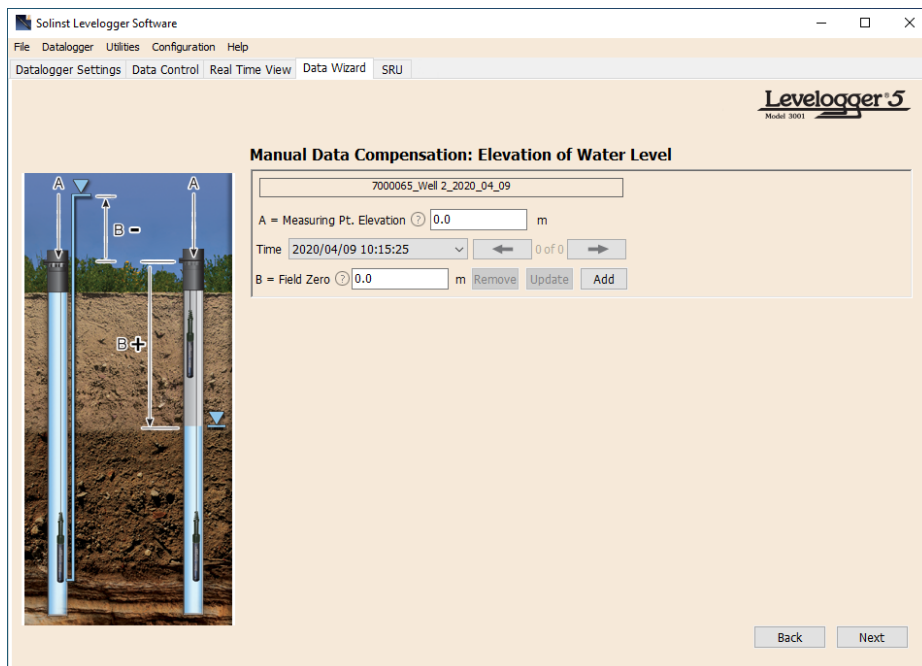 Solinst Levelogger Software
File Datalogger Utilities Configuration Help
Datalogger Settings Data Control Real Time View Data Wizard SRU
Levelogger® 5
Model 3001
Manual Data Compensation: Elevation of Water Level
7000065_Well 2_2020_04_09
A = Measuring Pt. Elevation ? 0.0 m
Time 2020/04/09 10:15:25 0 of 0
B = Field Zero ? 0.0 m Remove Update Add
A A
B -
B +
Back Next